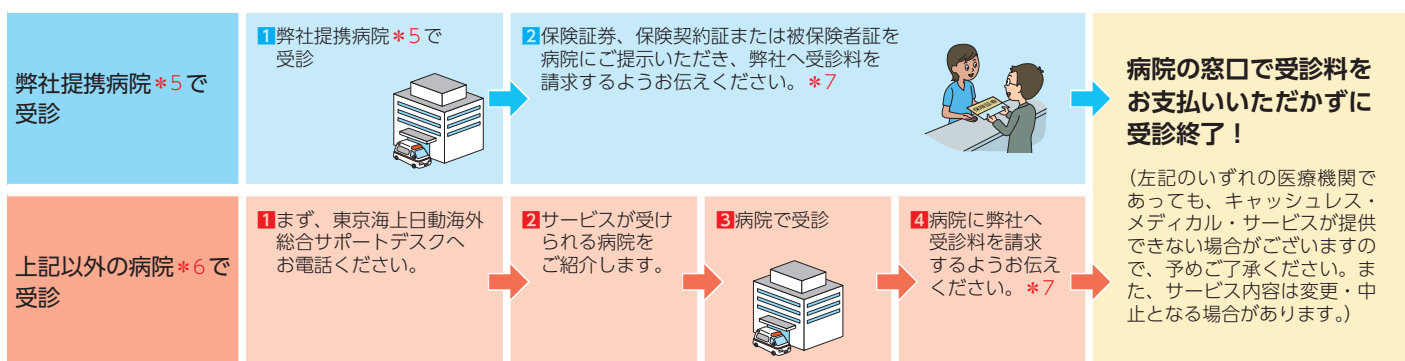 弊社提携病院＊5で
受診
1弊社提携病院＊5で
受診
2保険証券、保険契約証または被保険者証を
病院にご提示いただき、弊社へ受診料を
請求するようお伝えください。＊7
保険証券
上記以外の病院＊6で
受診
1まず、東京海上日動海外
総合サポートデスクへ
お電話ください。
2サービスが受け
られる病院を
ご紹介します。
3病院で受診
4病院に弊社へ
受診料を請求
するようお伝え
ください。＊7
病院の窓口で受診料を
お支払いいただかずに
受診終了！
（左記のいずれの医療機関で
あっても、キャッシュレス・
メディカル・サービスが提供
できない場合がございますの
で、予めご了承ください。ま
た、サービス内容は変更・中
止となる場合があります。）